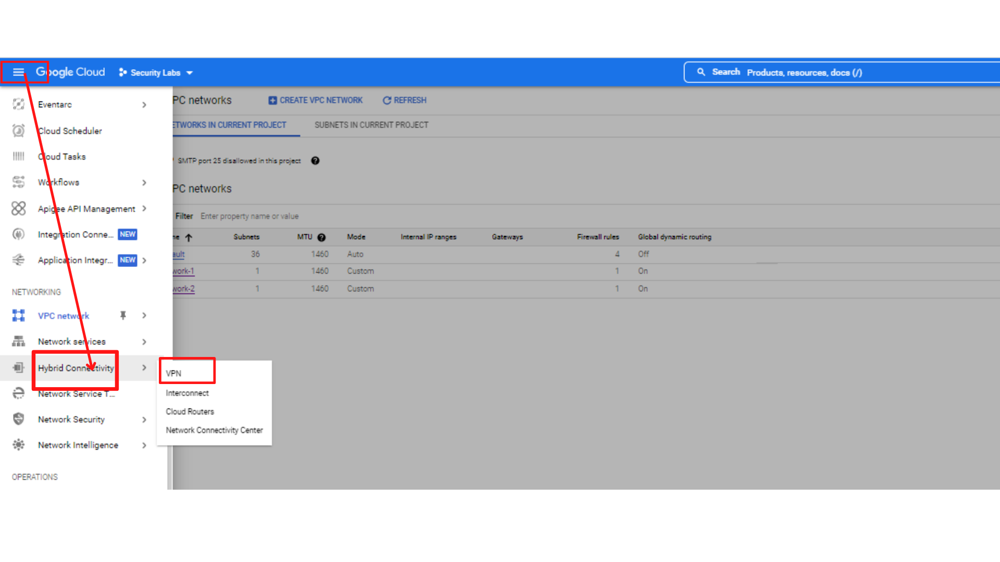 Google Cloud Security Labs Search Products, resources, docs (/)
Eventarc
Cloud Scheduler
Cloud Tasks
Workflows
Apigee API Management
Integration Conne... NEW
Application Integr... NEW
NETWORKING
VPC network
Network services
Hybrid Connectivity
Network Service T...
Network Security
Network Intelligence
OPERATIONS
VPN
Interconnect
Cloud Routers
Network Connectivity Center
PC networks CREATE VPC NETWORK REFRESH
ETWORKS IN CURRENT PROJECT SUBNETS IN CURRENT PROJECT
SMTP port 25 disallowed in this project
PC networks
Filter Enter property name or value
ne Subnets MTU Mode Internal IP ranges Gateways Firewall rules Global dynamic routing
ault 36 1460 Auto 4 Off
work-1 1 1460 Custom 1 On
work-2 1 1460 Custom 1 On